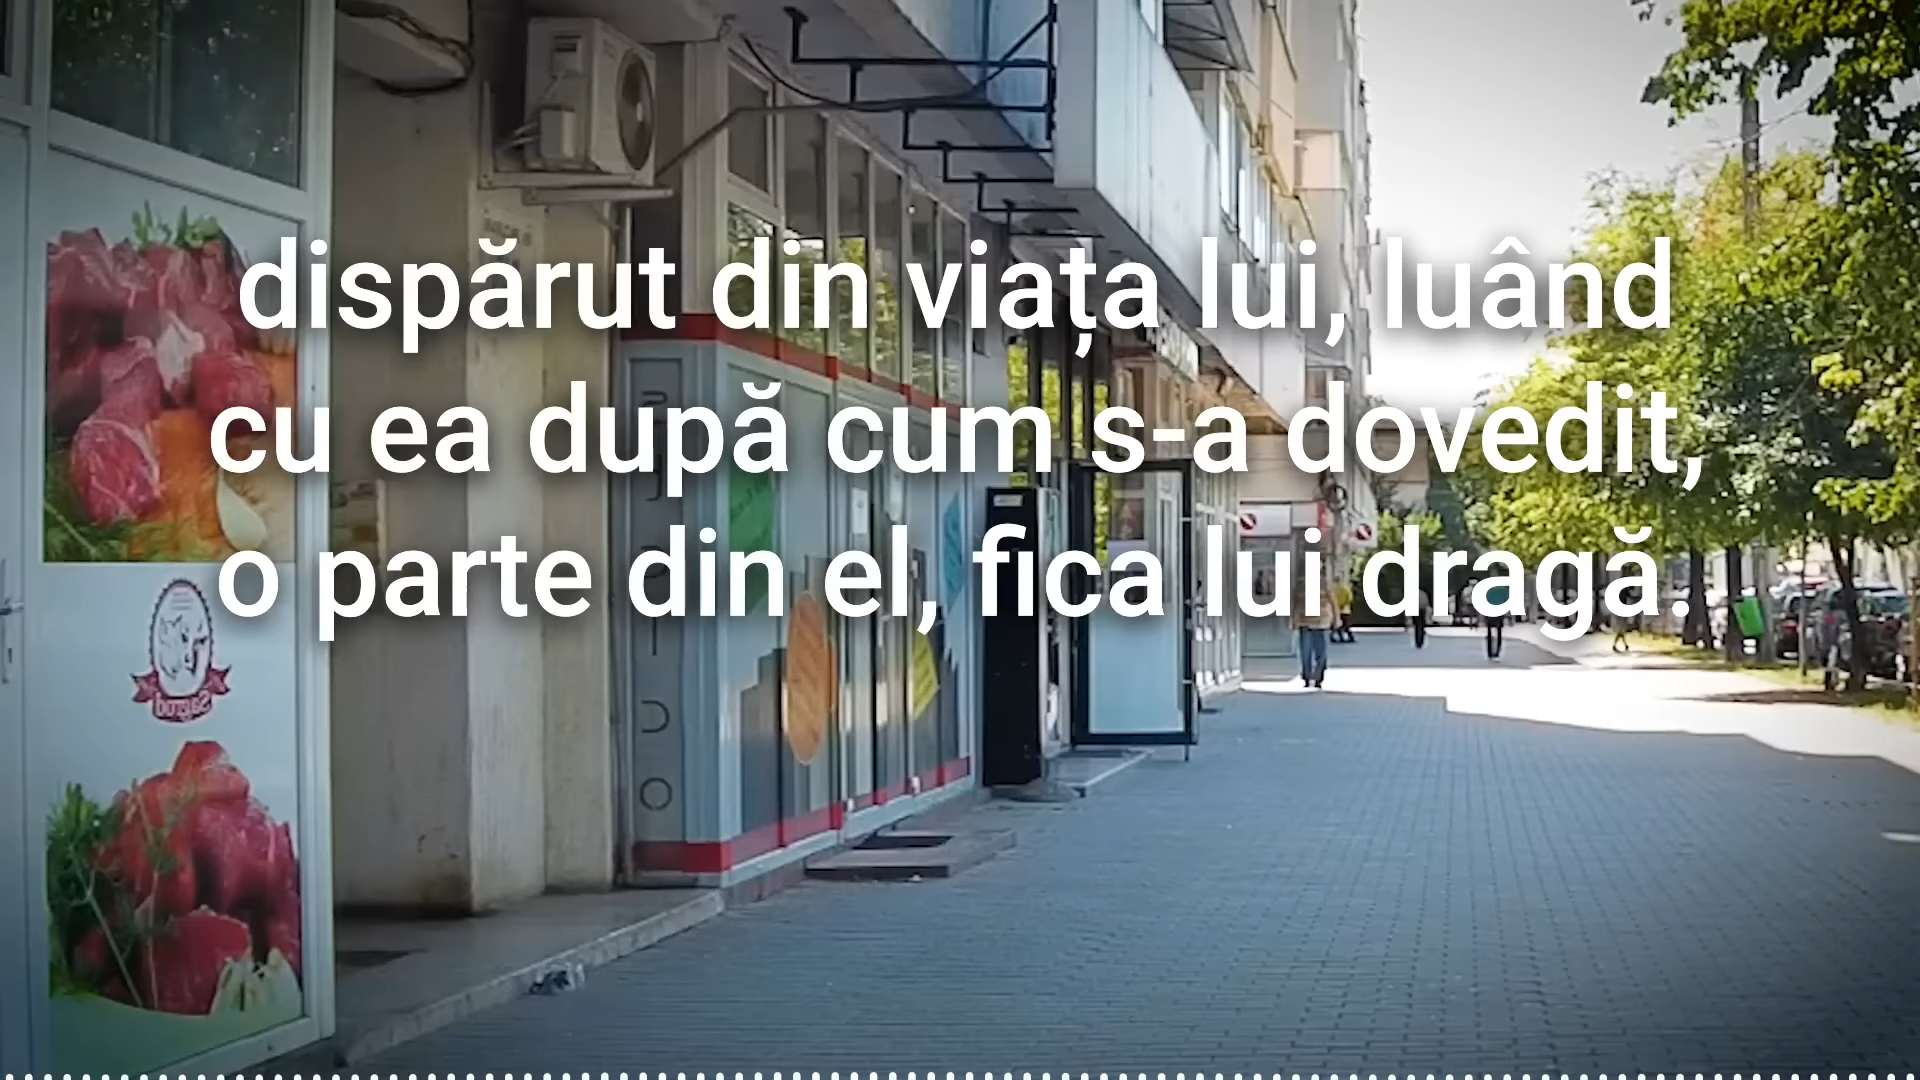 dispărut din viața lui, luând
cu ea după cum s-a dovedit,
o parte din el, fica lui dragă.